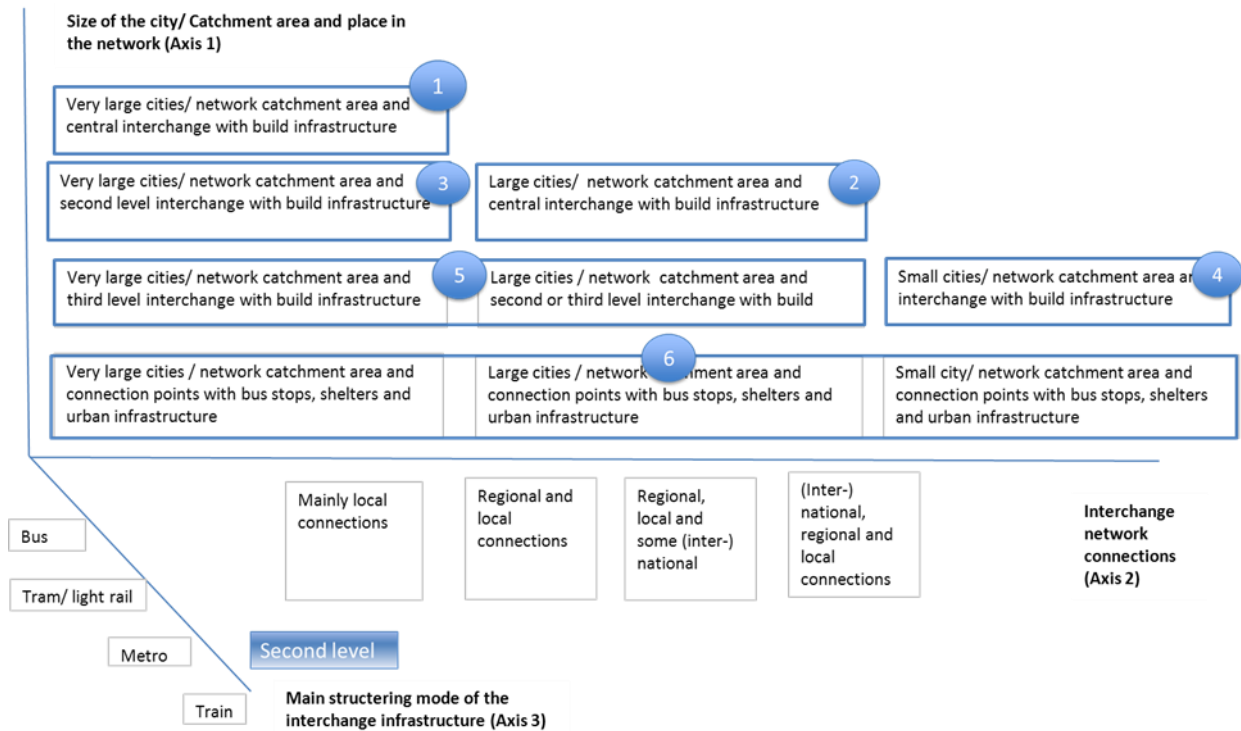 Size of the city/ Catchment area and place in
the network (Axis 1)
1
Very large cities/ network catchment area and
central interchange with build infrastructure
3
Very large cities/ network catchment area and
second level interchange with build infrastructure
2
Large cities/ network catchment area and
central interchange with build infrastructure
5
Very large cities/ network catchment area and
third level interchange with build infrastructure
Large cities / network catchment area and
second or third level interchange with build
4
Small cities/ network catchment area
interchange with build infrastructure
6
Very large cities / network catchment area and
connection points with bus stops, shelters and
urban infrastructure
Large cities / network area and
connection points with bus stops, shelters and
urban infrastructure
Small city/ network catchment area and
connection points with bus stops, shelters
and urban infrastructure
Mainly local
connections
Regional and
local
connections
Regional,
local and
some (inter-)
national
(Inter-)
national,
regional and
local
connections
Interchange
network
connections
(Axis 2)
Bus
Tram/ light rail
Metro
Train
Second level
Main structering mode of the
interchange infrastructure (Axis 3)